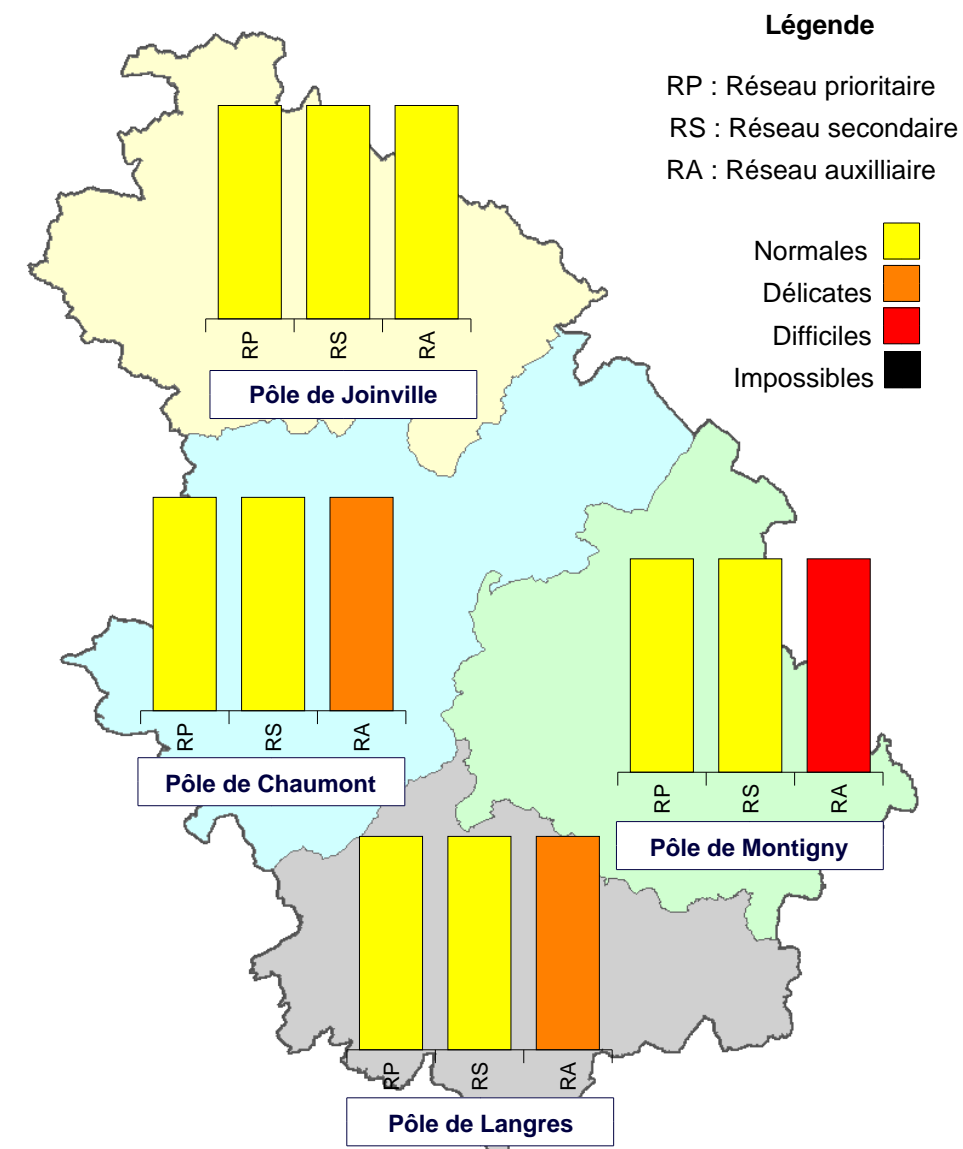 Légende
RP : Réseau prioritaire
RS : Réseau secondaire
RA : Réseau auxilliaire
Normales
Délicates
Difficiles
Impossibles
RP
RS
RA
Pôle de Joinville
RP
RS
RA
Pôle de Chaumont
RP
RS
RA
Pôle de Montigny
RP
RS
RA
Pôle de Langres